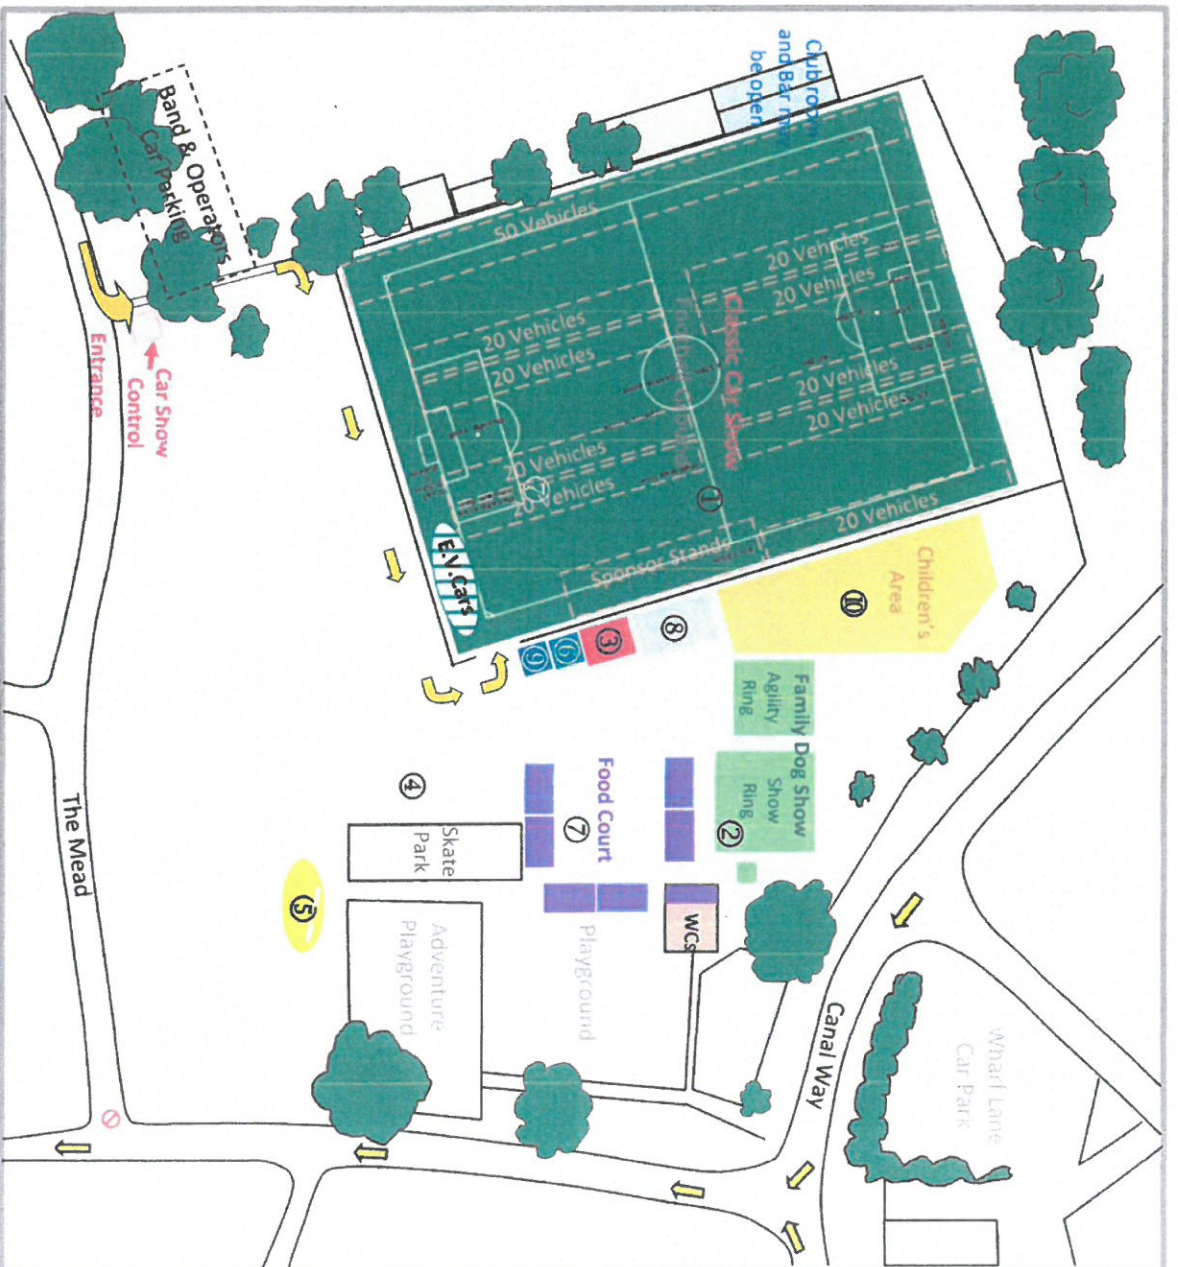 Club room
and Bar may
be open
Band & Operators
Car Parking
50 Vehicles
20 Vehicles
20 Vehicles
20 Vehicles
20 Vehicles
Classic Car Show
20 Vehicles
20 Vehicles
20 Vehicles
20 Vehicles
①
20 Vehicles
Sponsor Stands
E.V.Cars
Entrance
Car Show
Control
Children's
Area
⑩
⑧
③
⑥
⑨
Family Dog Show
Agility
Ring
Show
Ring
②
Food Court
⑦
④
Skate
Park
⑤
WCs
Playground
Adventure
Playground
The Mead
Canal Way
Wharf Lane
Car Park